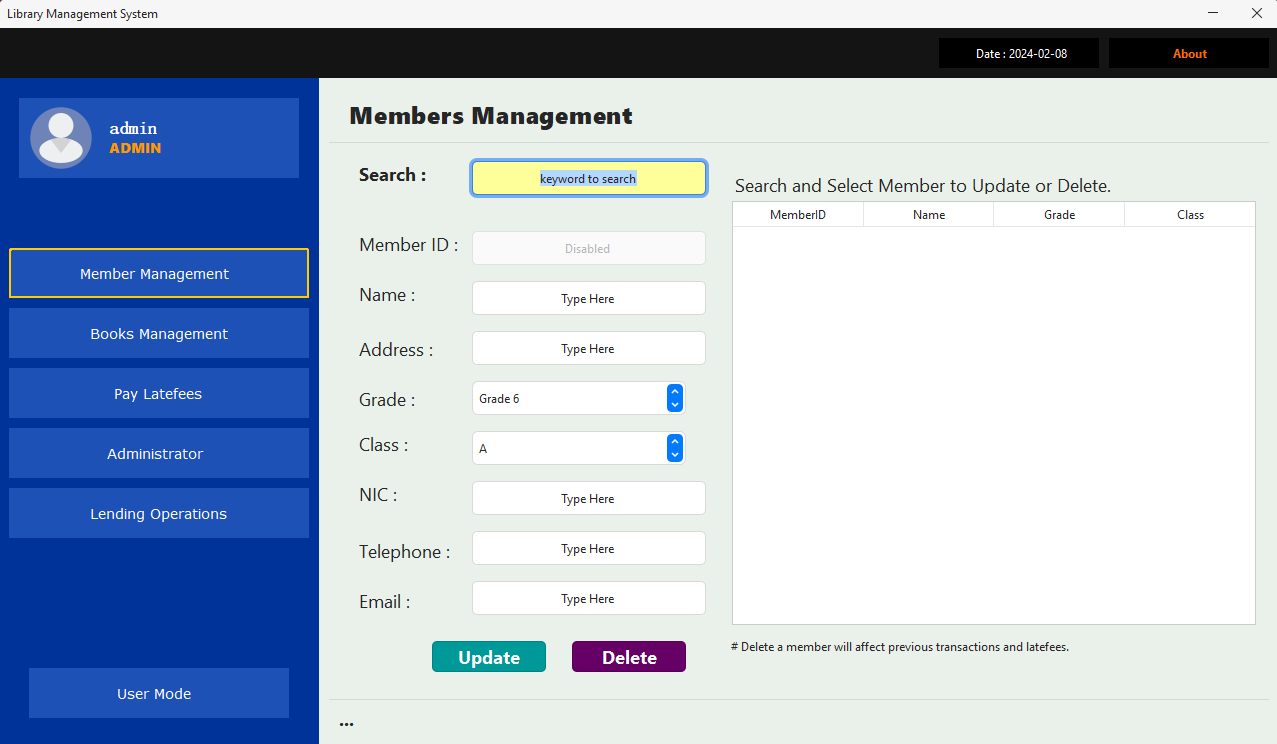 Library Management System
Date : 2024-02-08
About
admin
ADMIN
Member Management
Books Management
Pay Latefees
Administrator
Lending Operations
User Mode
Members Management
Search :
keyword to search
Member ID :
Disabled
Name :
Type Here
Address :
Type Here
Grade :
Grade 6
Class :
A
NIC :
Type Here
Telephone :
Type Here
Email :
Type Here
Update
Delete
Search and Select Member to Update or Delete.
MemberID
Name
Grade
Class
# Delete a member will affect previous transactions and latefees.
...